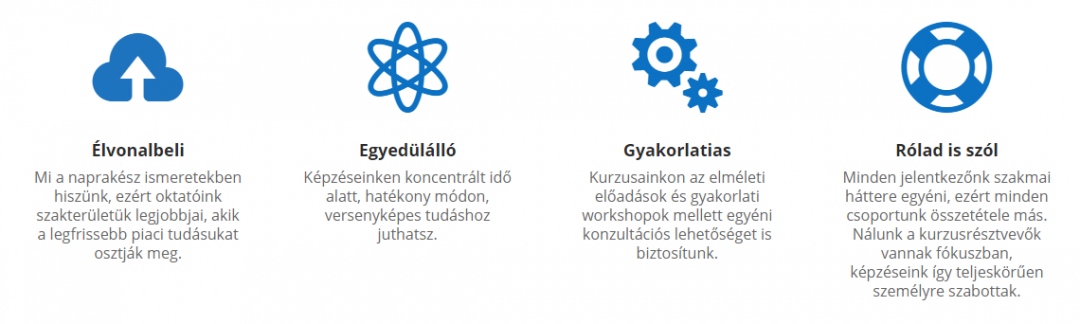 Élvonalbeli
Mi a naprakész ismeretekben
hiszünk, ezért oktatóink
szakterületük legjobbjai, akik
a legfrissebb piaci tudásukat
osztják meg.
Egyedülálló
Képzéseinken koncentrált idő
alatt, hatékony módon,
versenyképes tudáshoz
juthatsz.
Gyakorlatias
Kurzusainkon az elméleti
előadások és gyakorlati
workshopok mellett egyéni
konzultációs lehetőséget is
biztosítunk.
Rólad is szól
Minden jelentkezőnk szakmai
háttere egyéni, ezért minden
csoportunk összetétele más.
Nálunk a kurzusrésztvevők
vannak fókuszban,
képzéseink így teljeskörűen
személyre szabottak.